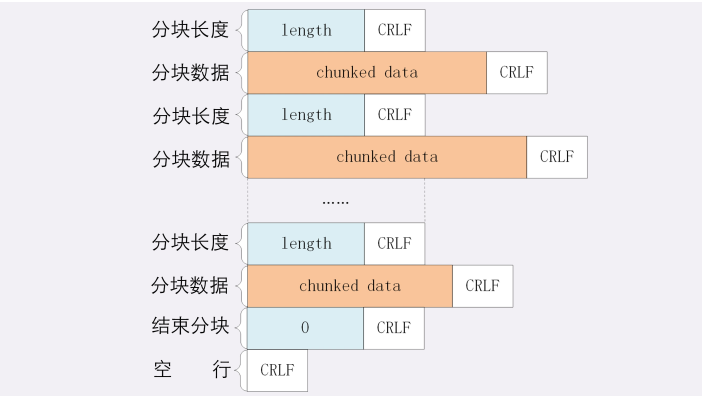 分块长度 length CRLF
分块数据 chunked data CRLF
分块长度 length CRLF
分块数据 chunked data CRLF
……
分块长度 length CRLF
分块数据 chunked data CRLF
结束分块 0 CRLF
空 行 CRLF